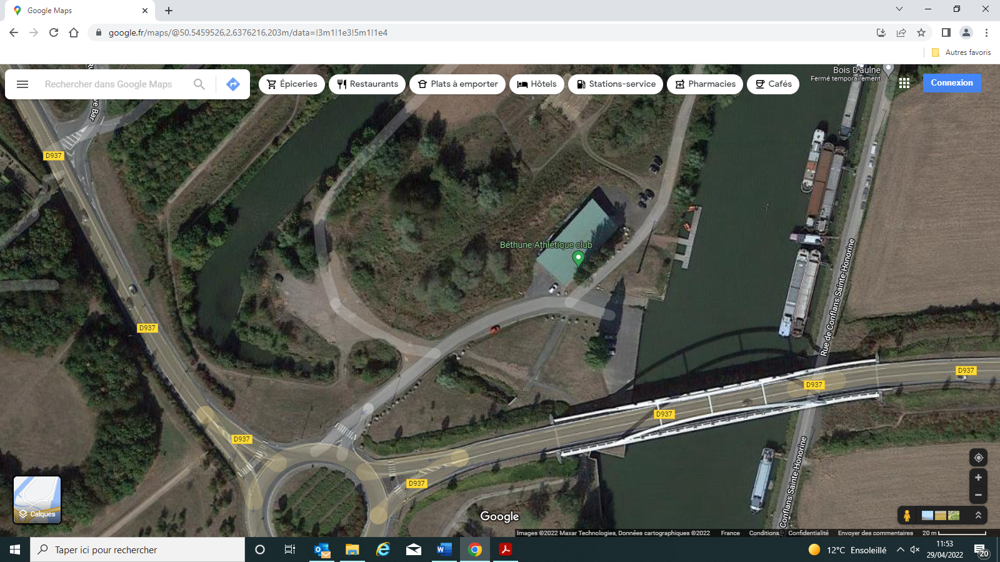 Google Maps
google.fr/maps/@50.5459526,2.6376216,203m/data=!3m1!1e3!5m1!1e4
Autres favoris
Rechercher dans Google Maps
Épiceries
Restaurants
Plats à emporter
Hôtels
Stations-service
Pharmacies
Cafés
Bois D'aulne
Fermé temporairement
Connexion
D937
Béthune Athlétique club
Rue de Conflans Sainte-Honorine
D937
D937
D937
D937
D937
D937
Conflans Sainte-Honorine
Calques
Google
Images ©2022 Maxar Technologies, Données cartographiques ©2022
France
Conditions
Confidentialité
Envoyer des commentaires
20 m
Taper ici pour rechercher
12°C Ensoleillé
11:53
29/04/2022
20